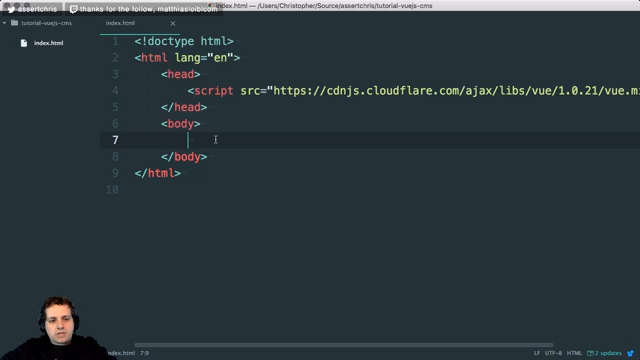 index.html — /Users/Christopher/Source/assertchris/tutorial-vuejs-cms
assertchris thanks for the follow, matthiasloibl
tutorial-vuejs-cms
index.html
index.html
1 <!doctype html>
2 <html lang="en">
3 <head>
4 <script src="https://cdnjs.cloudflare.com/ajax/libs/vue/1.0.21/vue.mi
5 </head>
6 <body>
7
8 </body>
9 </html>
10
index.html 7:9 LF UTF-8 HTML 2 updates